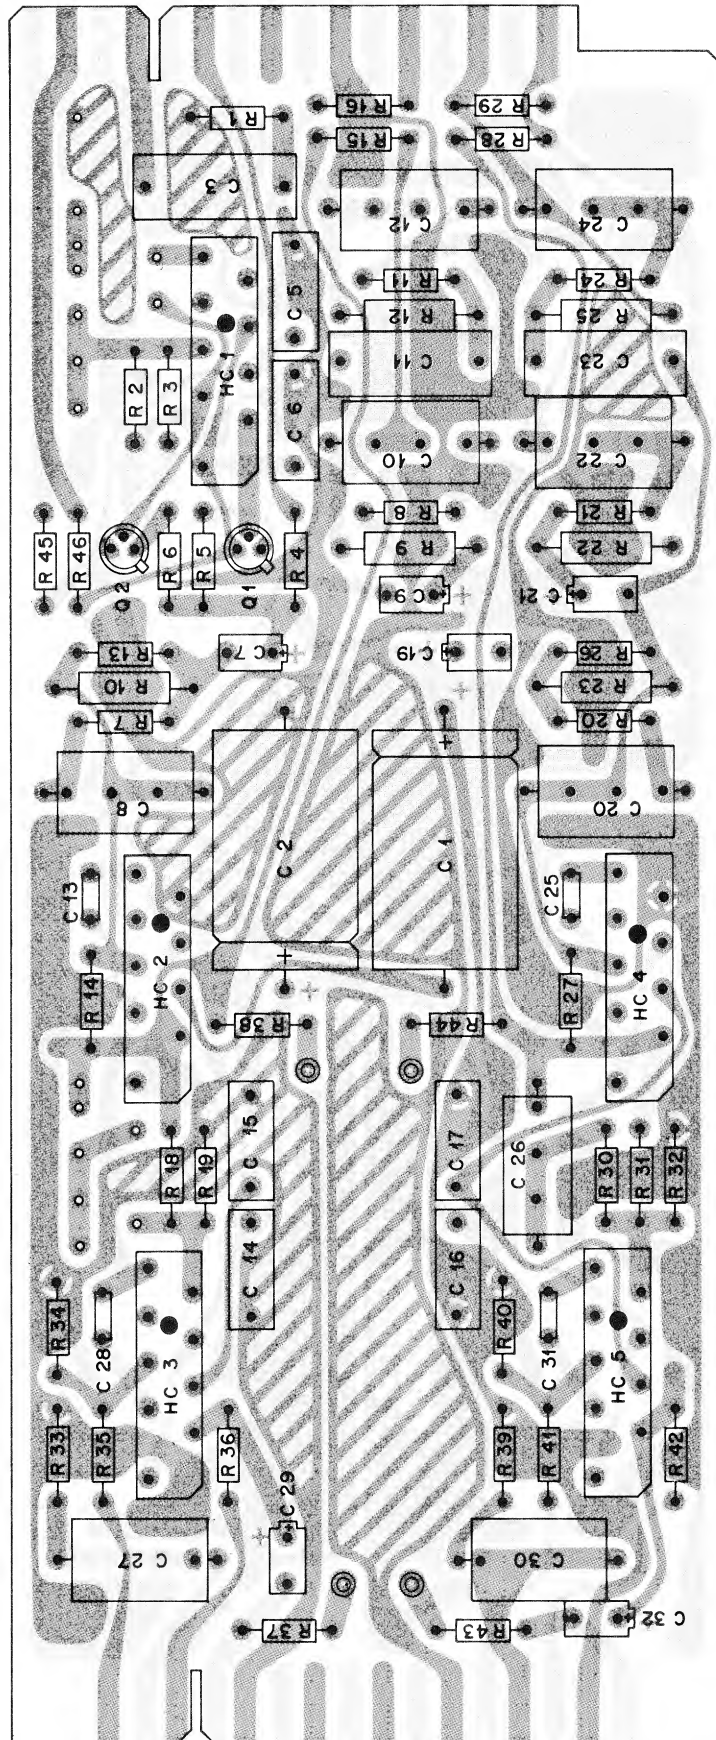 R 16
R 29
R 1
R 15
R 28
C 3
C 12
C 24
R 11
R 24
C 5
R 12
R 25
HC 1
C 11
C 23
R 2
R 3
C 6
C 10
C 22
R 8
R 21
R 45
R 46
R 6
R 5
R 4
R 9
R 22
Q2
Q1
C 9
+
C 21
R 13
C 7
+
C 19
R 26
R 10
+
R 23
R 7
R 20
+
C 8
C 20
C 2
C 1
C 13
C 25
HC 2
HC 4
+
R 14
R 27
+
R 38
R 44
C 15
C 17
C 26
R 18
R 19
R 30
R 31
R 32
C 14
C 16
R 34
R 40
C 28
HC 3
C 31
HC 5
R 33
R 35
R 36
R 39
R 41
R 42
C 29
+
C 27
C 30
R 37
R 43
+
C 32